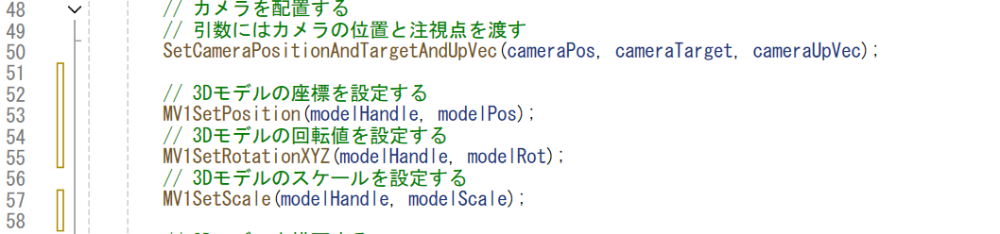 48 // カメラを配置する
49 // 引数にはカメラの位置と注視点を渡す
50 SetCameraPositionAndTargetAndUpVec(cameraPos, cameraTarget, cameraUpVec);
51
52 // 3Dモデルの座標を設定する
53 MV1SetPosition(modelHandle, modelPos);
54 // 3Dモデルの回転値を設定する
55 MV1SetRotationXYZ(modelHandle, modelRot);
56 // 3Dモデルのスケールを設定する
57 MV1SetScale(modelHandle, modelScale);
58